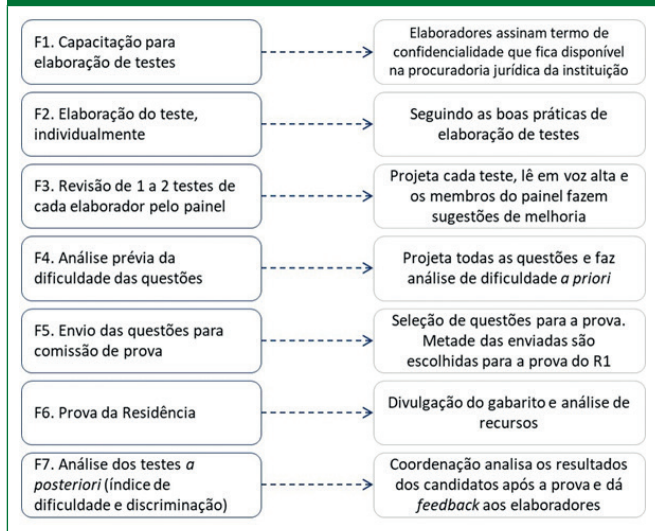 F1. Capacitação para
elaboração de testes
Elaboradores assinam termo de
confidencialidade que fica disponível
na procuradoria jurídica da instituição
F2. Elaboração do teste,
individualmente
Seguindo as boas práticas de
elaboração de testes
F3. Revisão de 1 a 2 testes de
cada elaborador pelo painel
Projeta cada teste, lê em voz alta e
os membros do painel fazem
sugestões de melhoria
F4. Análise prévia da
dificuldade das questões
Projeta todas as questões e faz
análise de dificuldade a priori
F5. Envio das questões para
comissão de prova
Seleção de questões para a prova.
Metade das enviadas são
escolhidas para a prova do R1
F6. Prova da Residência
Divulgação do gabarito e análise de
recursos
F7. Análise dos testes a
posteriori (índice de
dificuldade e discriminação)
Coordenação analisa os resultados
dos candidatos após a prova e dá
feedback aos elaboradores